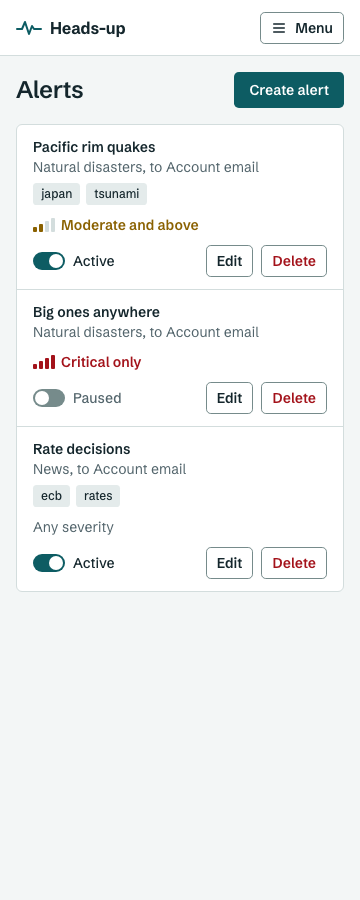 Heads-up
Menu
Alerts
Create alert
Pacific rim quakes
Natural disasters, to Account email
japan tsunami
Moderate and above
Active Edit Delete
Big ones anywhere
Natural disasters, to Account email
Critical only
Paused Edit Delete
Rate decisions
News, to Account email
ecb rates
Any severity
Active Edit Delete